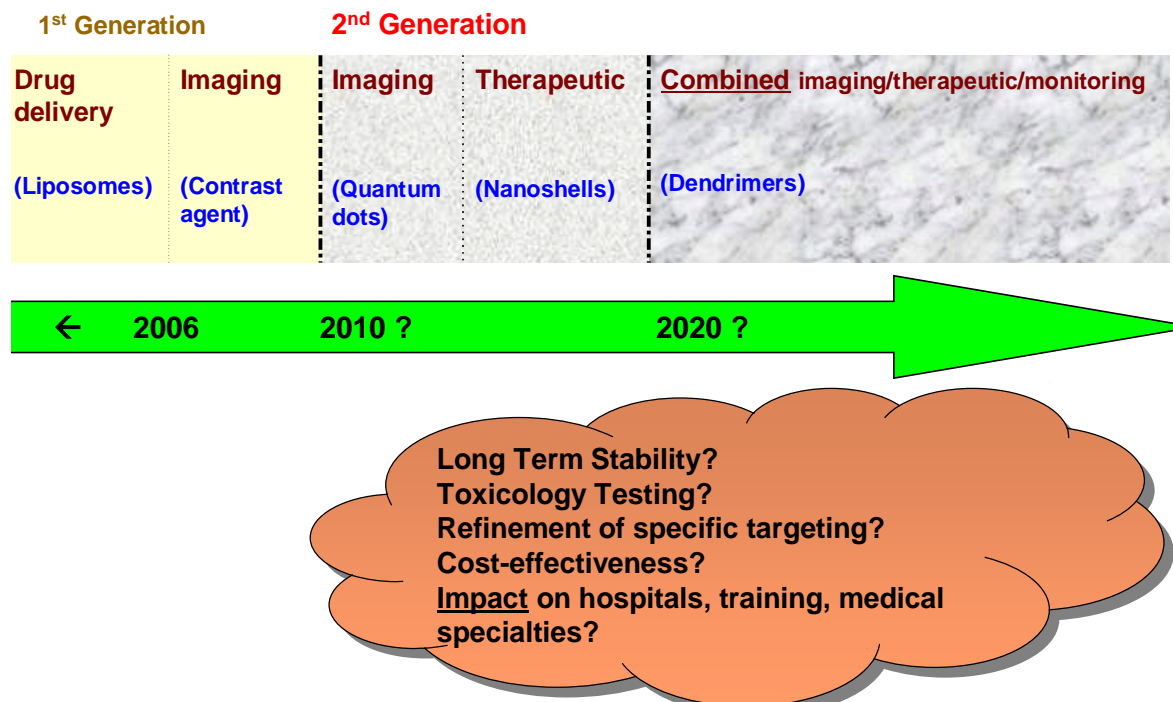 1st Generation
2nd Generation
Drug
delivery
Imaging
Imaging
Therapeutic
Combined imaging/therapeutic/monitoring
(Liposomes)
(Contrast
agent)
(Quantum
dots)
(Nanoshells)
(Dendrimers)
← 2006
2010 ?
2020 ?
Long Term Stability?
Toxicology Testing?
Refinement of specific targeting?
Cost-effectiveness?
Impact on hospitals, training, medical
specialties?